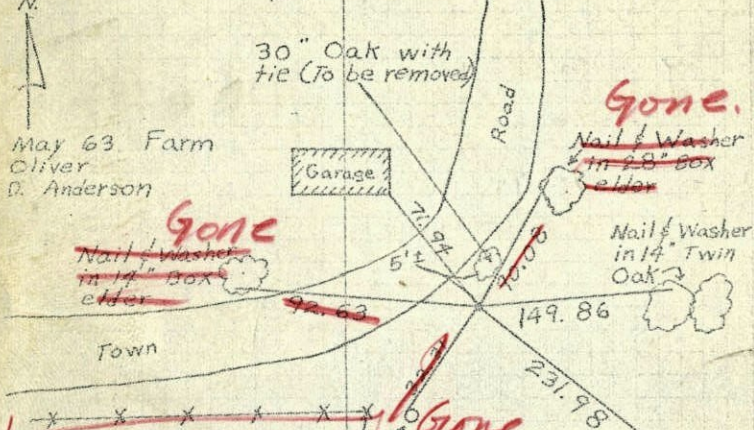 N.
30" Oak with
tie (To be removed)
Road
Gone.
Nail & Washer
in 28" Box
elder
May 63 Farm
Oliver
D. Anderson
Garage
71.94
Gone
Nail & Washer
in 14" Box
elder
5'±
Nail & Washer
in 14" Twin
Oak
92.63
149.86
Town
231.98
Gone